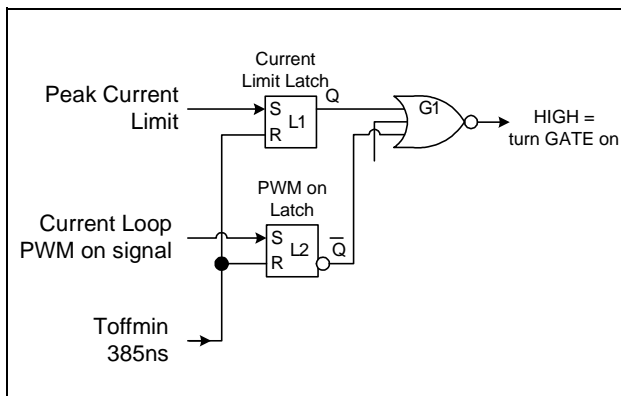 Current
Limit Latch
Peak Current
Limit
S
R
L1
Q
G1
HIGH =
turn GATE on
PWM on
Latch
Current Loop
PWM on signal
S
R
L2
Q
Toffmin
385ns